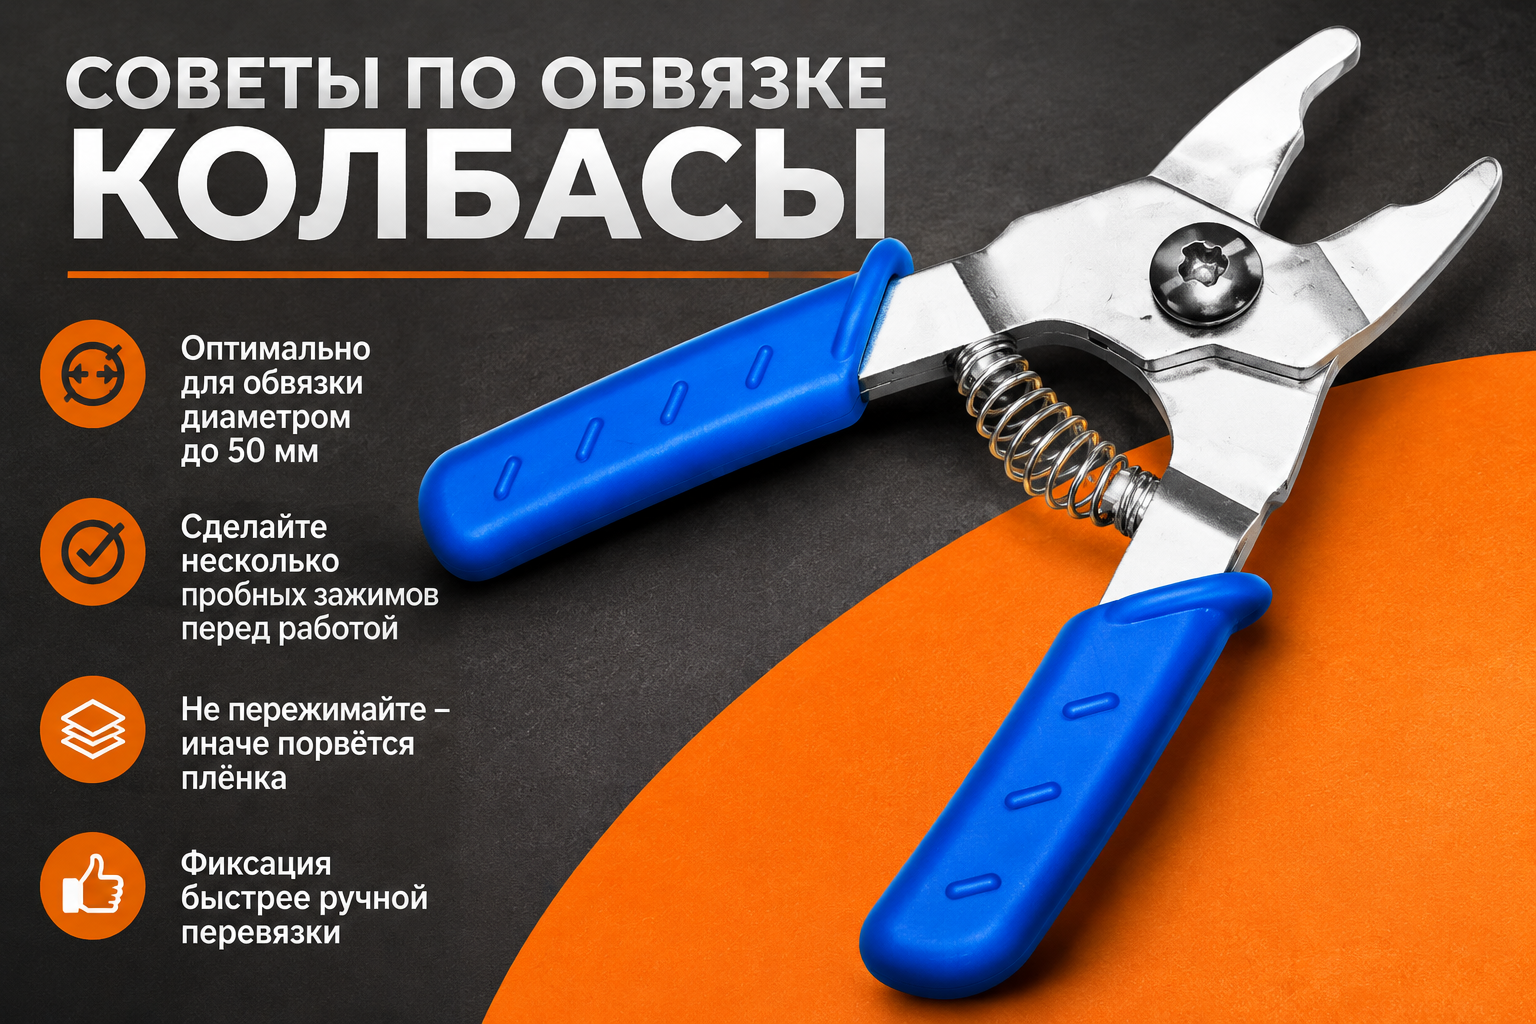 СОВЕТЫ ПО ОБВЯЗКЕ
КОЛБАСЫ
Оптимально
для обвязки
диаметром
до 50 мм
Сделайте
несколько
пробных зажимов
перед работой
Не пережимайте –
иначе порвётся
плёнка
Фиксация
быстрее ручной
перевязки